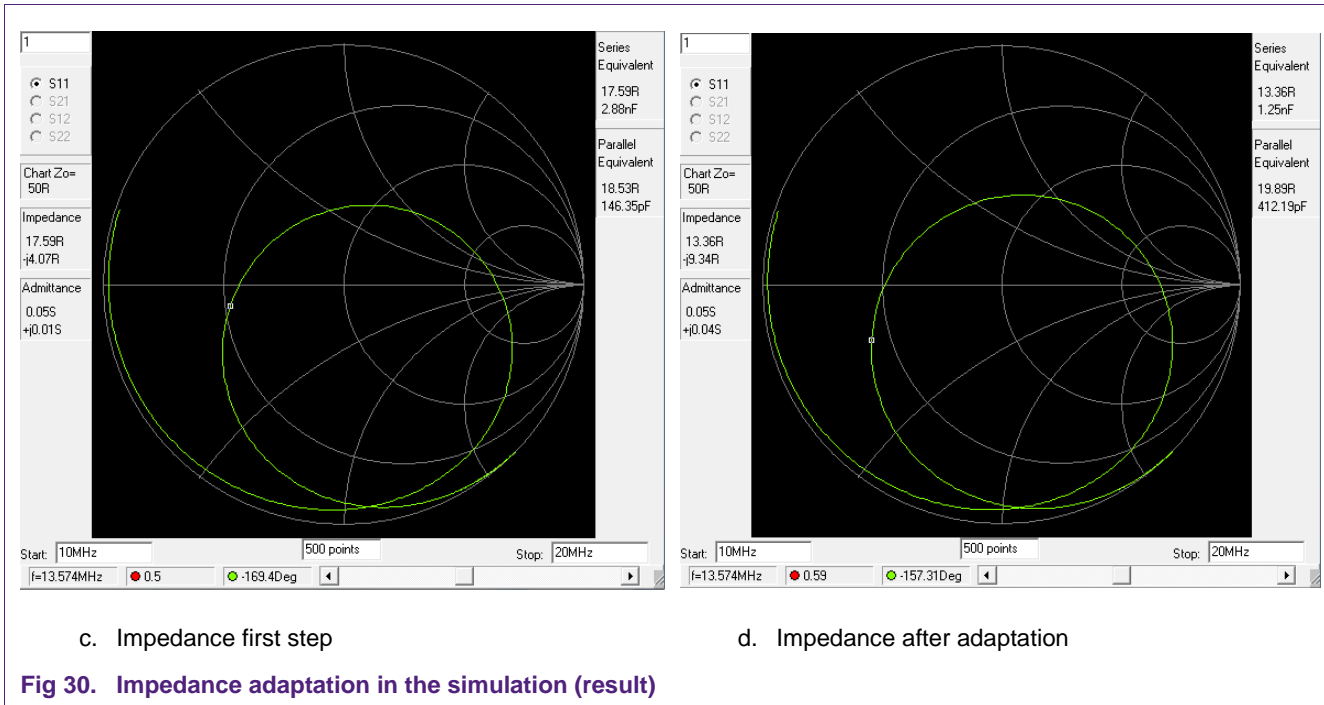 1
S11
S21
S12
S22
Chart Zo=
50R
Impedance
17.59R
-j4.07R
Admittance
0.05S
+j0.01S
Series
Equivalent
17.59R
2.88nF
Parallel
Equivalent
18.53R
146.35pF
Start: 10MHz
500 points
Stop: 20MHz
f=13.574MHz 0.5 -169.4Deg
1
S11
S21
S12
S22
Chart Zo=
50R
Impedance
13.36R
-j9.34R
Admittance
0.05S
+j0.04S
Series
Equivalent
13.36R
1.25nF
Parallel
Equivalent
19.89R
412.19pF
Start: 10MHz
500 points
Stop: 20MHz
f=13.574MHz 0.59 -157.31Deg
c. Impedance first step
d. Impedance after adaptation
Fig 30. Impedance adaptation in the simulation (result)